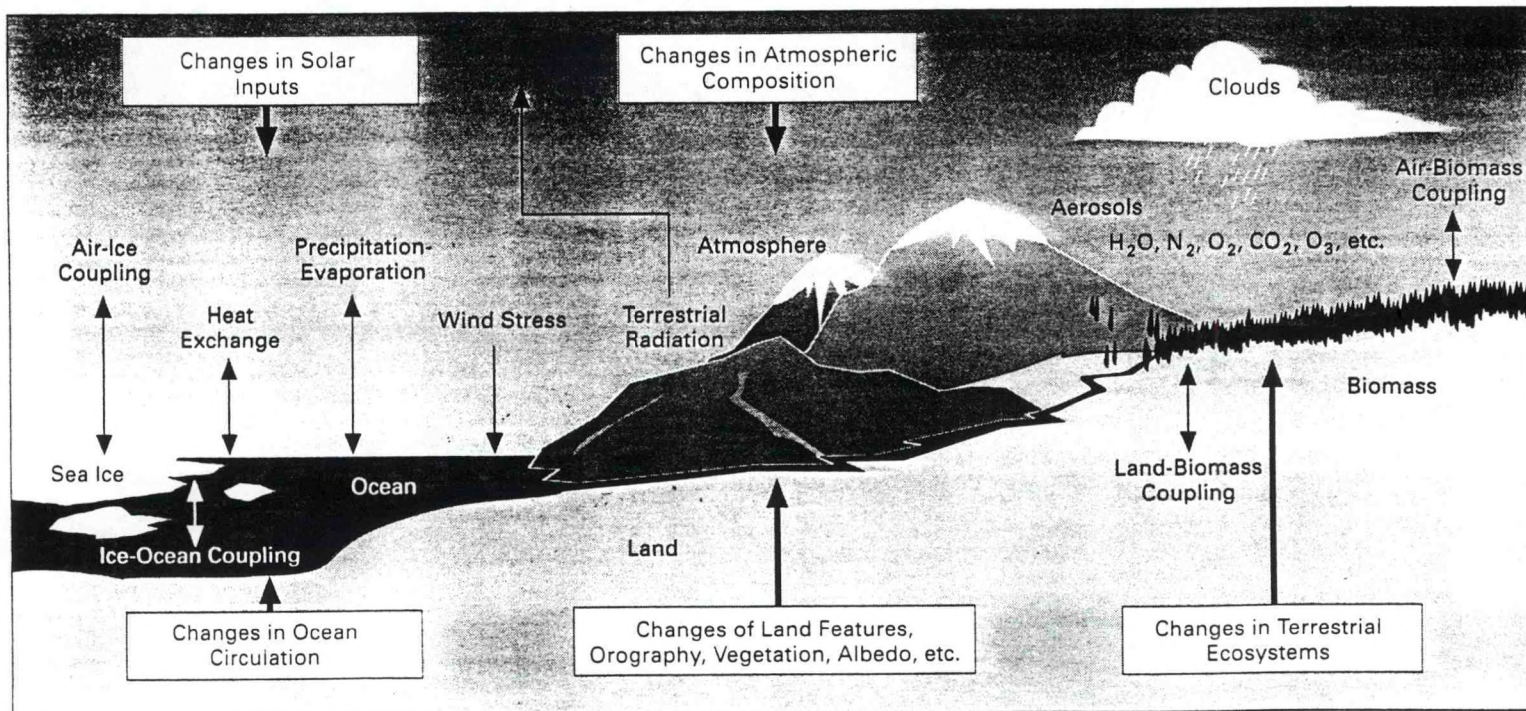 Changes in Solar
Inputs
Changes in Atmospheric
Composition
Clouds
Air-Biomass
Coupling
Aerosols
H₂O, N₂, O₂, CO₂, O₃, etc.
Atmosphere
Air-Ice
Coupling
Precipitation-
Evaporation
Heat
Exchange
Wind Stress
Terrestrial
Radiation
Biomass
Sea Ice
Ocean
Land-Biomass
Coupling
Ice-Ocean Coupling
Land
Changes in Ocean
Circulation
Changes of Land Features,
Orography, Vegetation, Albedo, etc.
Changes in Terrestrial
Ecosystems